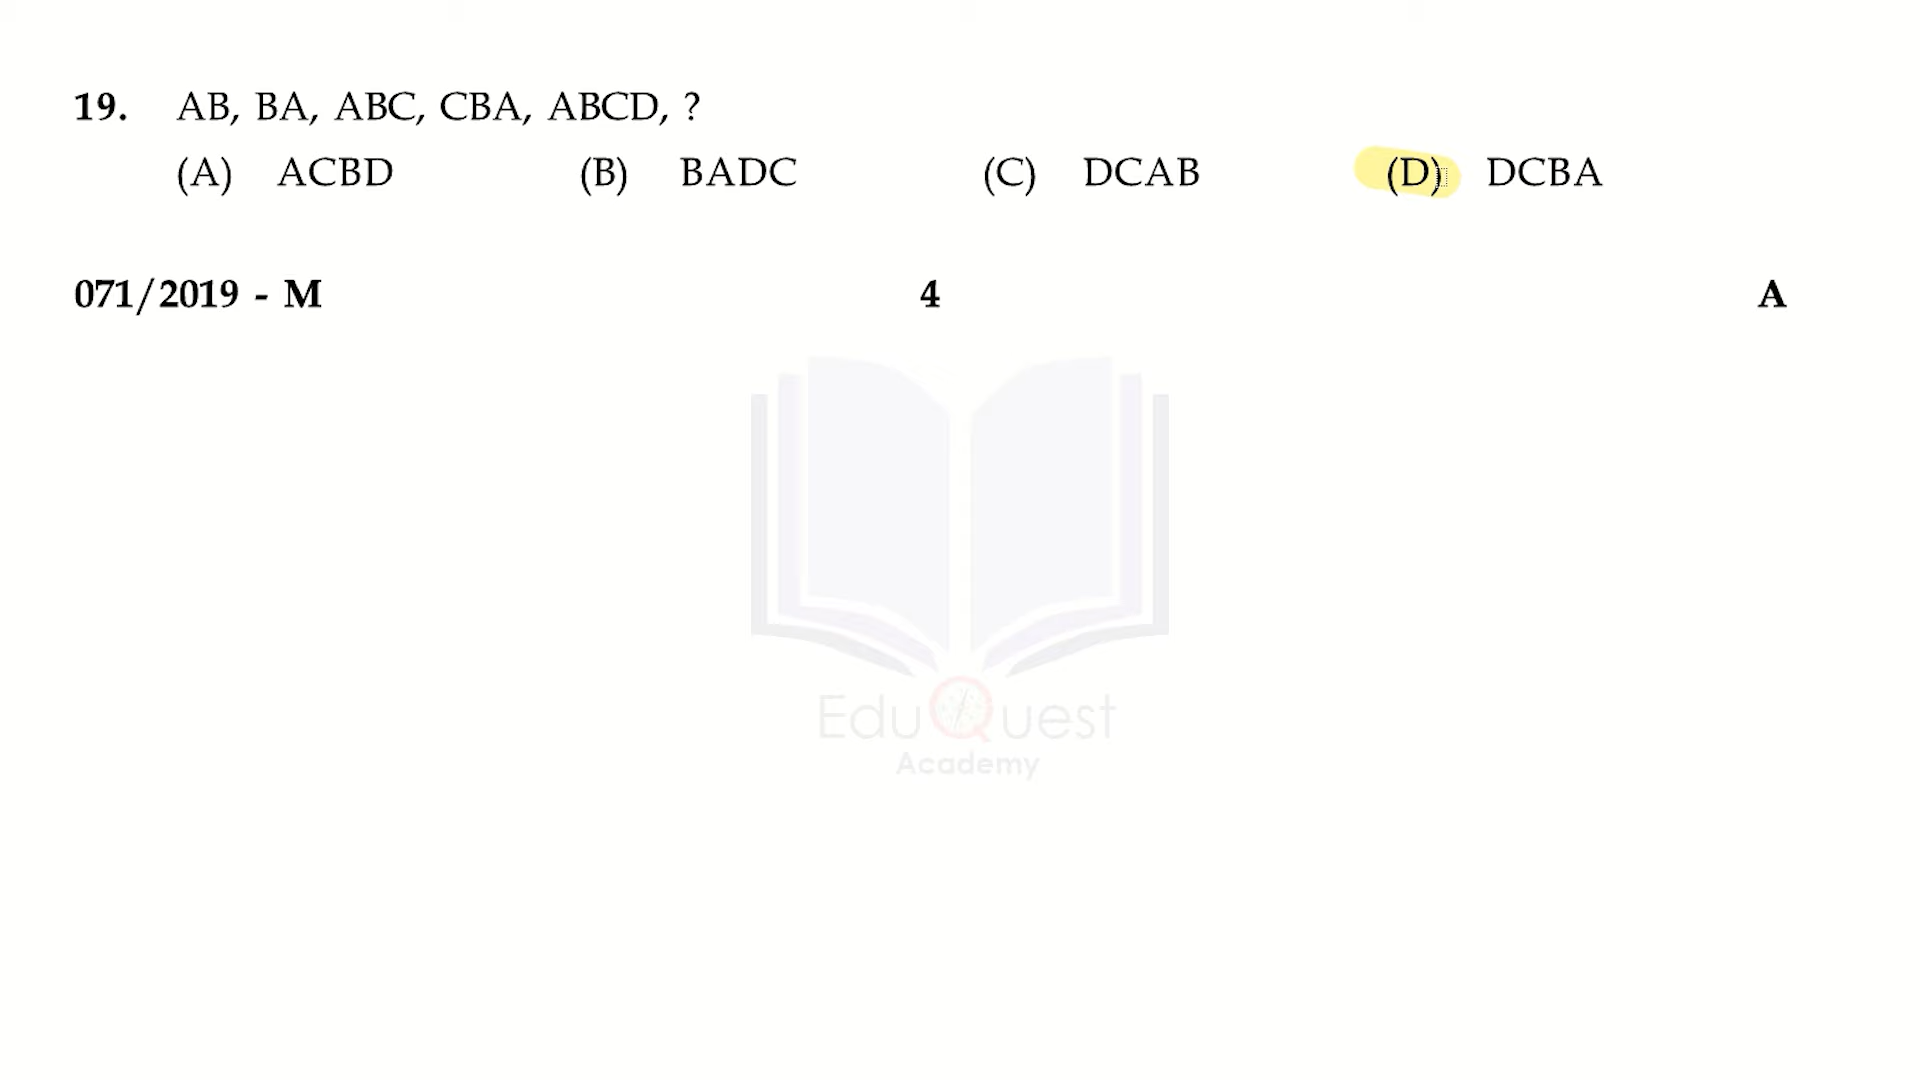 19. AB, BA, ABC, CBA, ABCD, ?
(A) ACBD (B) BADC (C) DCAB (D) DCBA
071/2019 - M 4 A
EduQuest
Academy